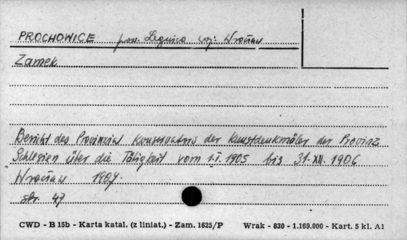 PROCHOWICE pow. Legnica woj. Wrocław
Zamek
Bericht des Provinzial Konservators der Kunstdenkmäler der Provinz
Schlesien über die Tätigkeit vom 1.I.1905 bis 31.XII.1906
Wrocław 1907
str. 47
CWD - B 15b - Karta katal. (z liniat.) - Zam. 1625/P Wrak - 830 - 1.169.000 - Kart. 5 kl. A1